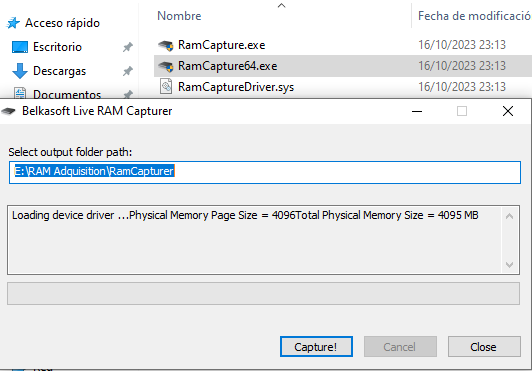 Nombre
Fecha de modificació
Acceso rápido
Escritorio
Descargas
Documentos
RamCapture.exe
16/10/2023 23:13
RamCapture64.exe
16/10/2023 23:13
RamCaptureDriver.sys
16/10/2023 23:13
Belkasoft Live RAM Capturer
Select output folder path:
E:\RAM Adquisition\RamCapturer
Loading device driver ...Physical Memory Page Size = 4096Total Physical Memory Size = 4095 MB
Capture!
Cancel
Close